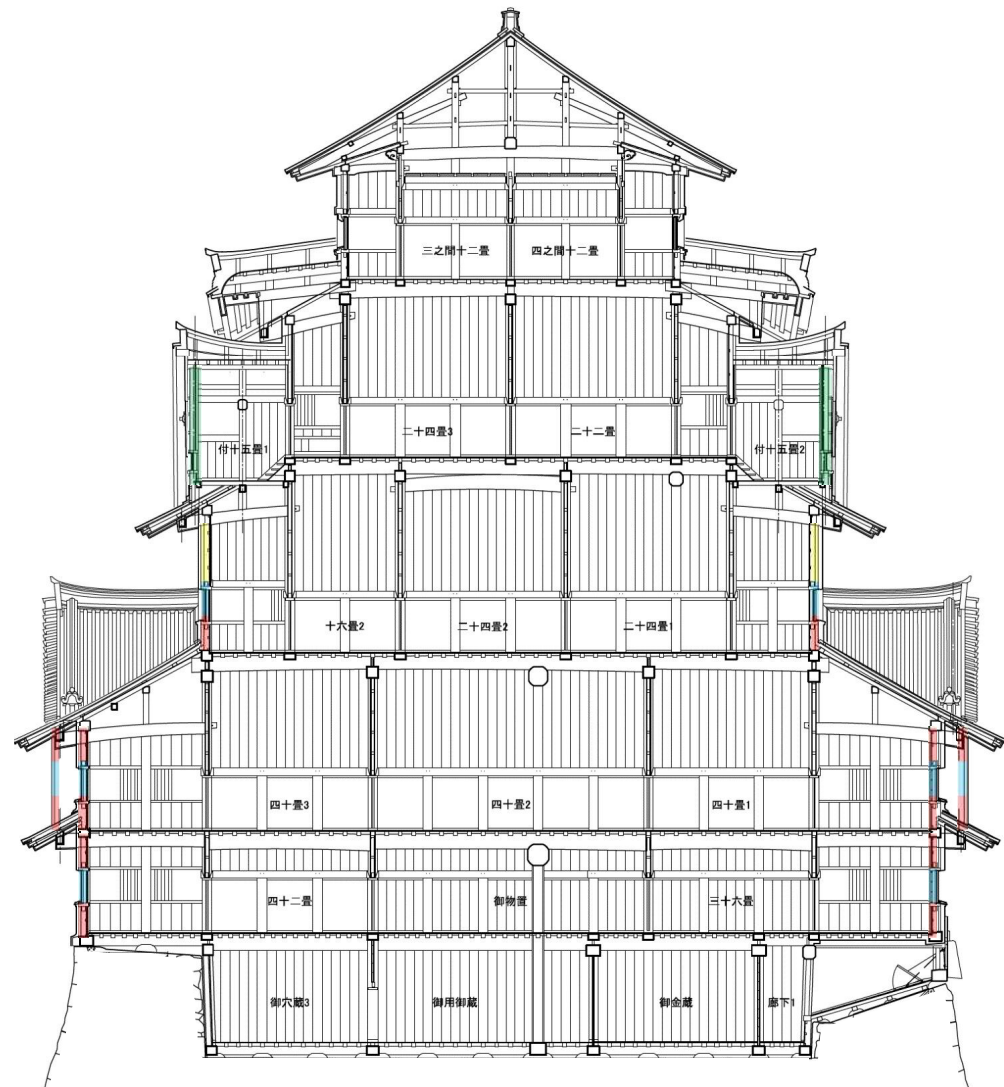 三之間十二畳
四之間十二畳
付十五畳1
二十四畳3
二十二畳
付十五畳2
十六畳2
二十四畳2
二十四畳1
四十畳3
四十畳2
四十畳1
四十二畳
御物置
三十六畳
御穴蔵3
御用御蔵
御金蔵
廊下1